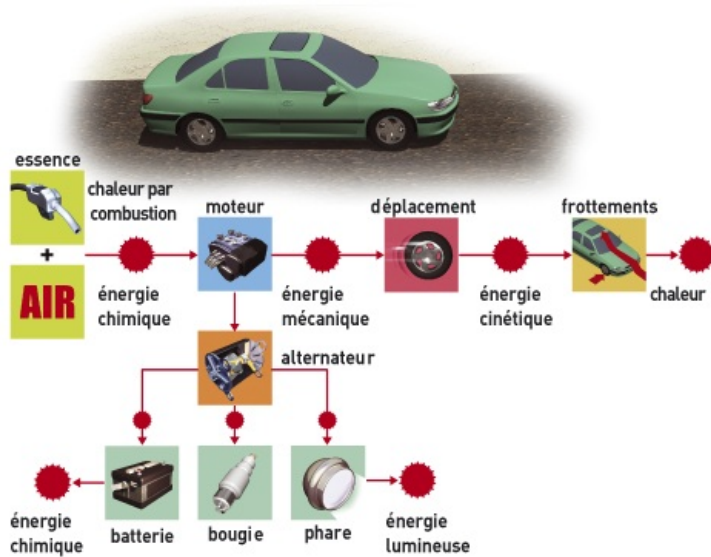 essence
chaleur par
combustion
moteur
déplacement
frottements
+
AIR
énergie
chimique
énergie
mécanique
énergie
cinétique
chaleur
alternateur
énergie
chimique
batterie
bougie
phare
énergie
lumineuse